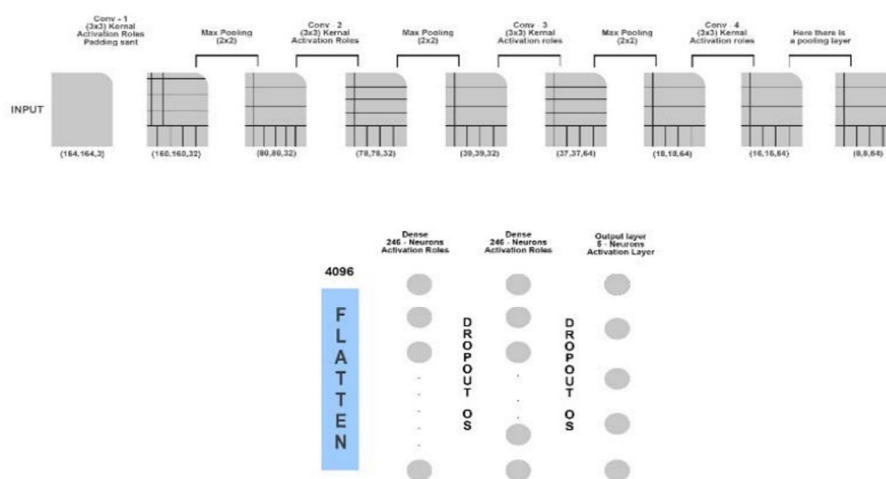 Conv - 1
(3x3) Kernal
Activation Roles
Padding sant
Max Pooling
(2x2)
Conv - 2
(3x3) Kernal
Activation Roles
Max Pooling
(2x2)
Conv - 3
(3x3) Kernal
Activation roles
Max Pooling
(2x2)
Conv - 4
(3x3) Kernal
Activation roles
Here there is
a pooling layer
INPUT
(164,164,3)
(160,160,32)
(80,80,32)
(78,78,32)
(39,39,32)
(37,37,64)
(18,18,64)
(16,16,64)
(8,8,64)
Dense
246 - Neurons
Activation Roles
Dense
246 - Neurons
Activation Roles
Output layer
5 - Neurons
Activation Layer
4096
FLATTEN
DROPOUT OS
DROPOUT OS